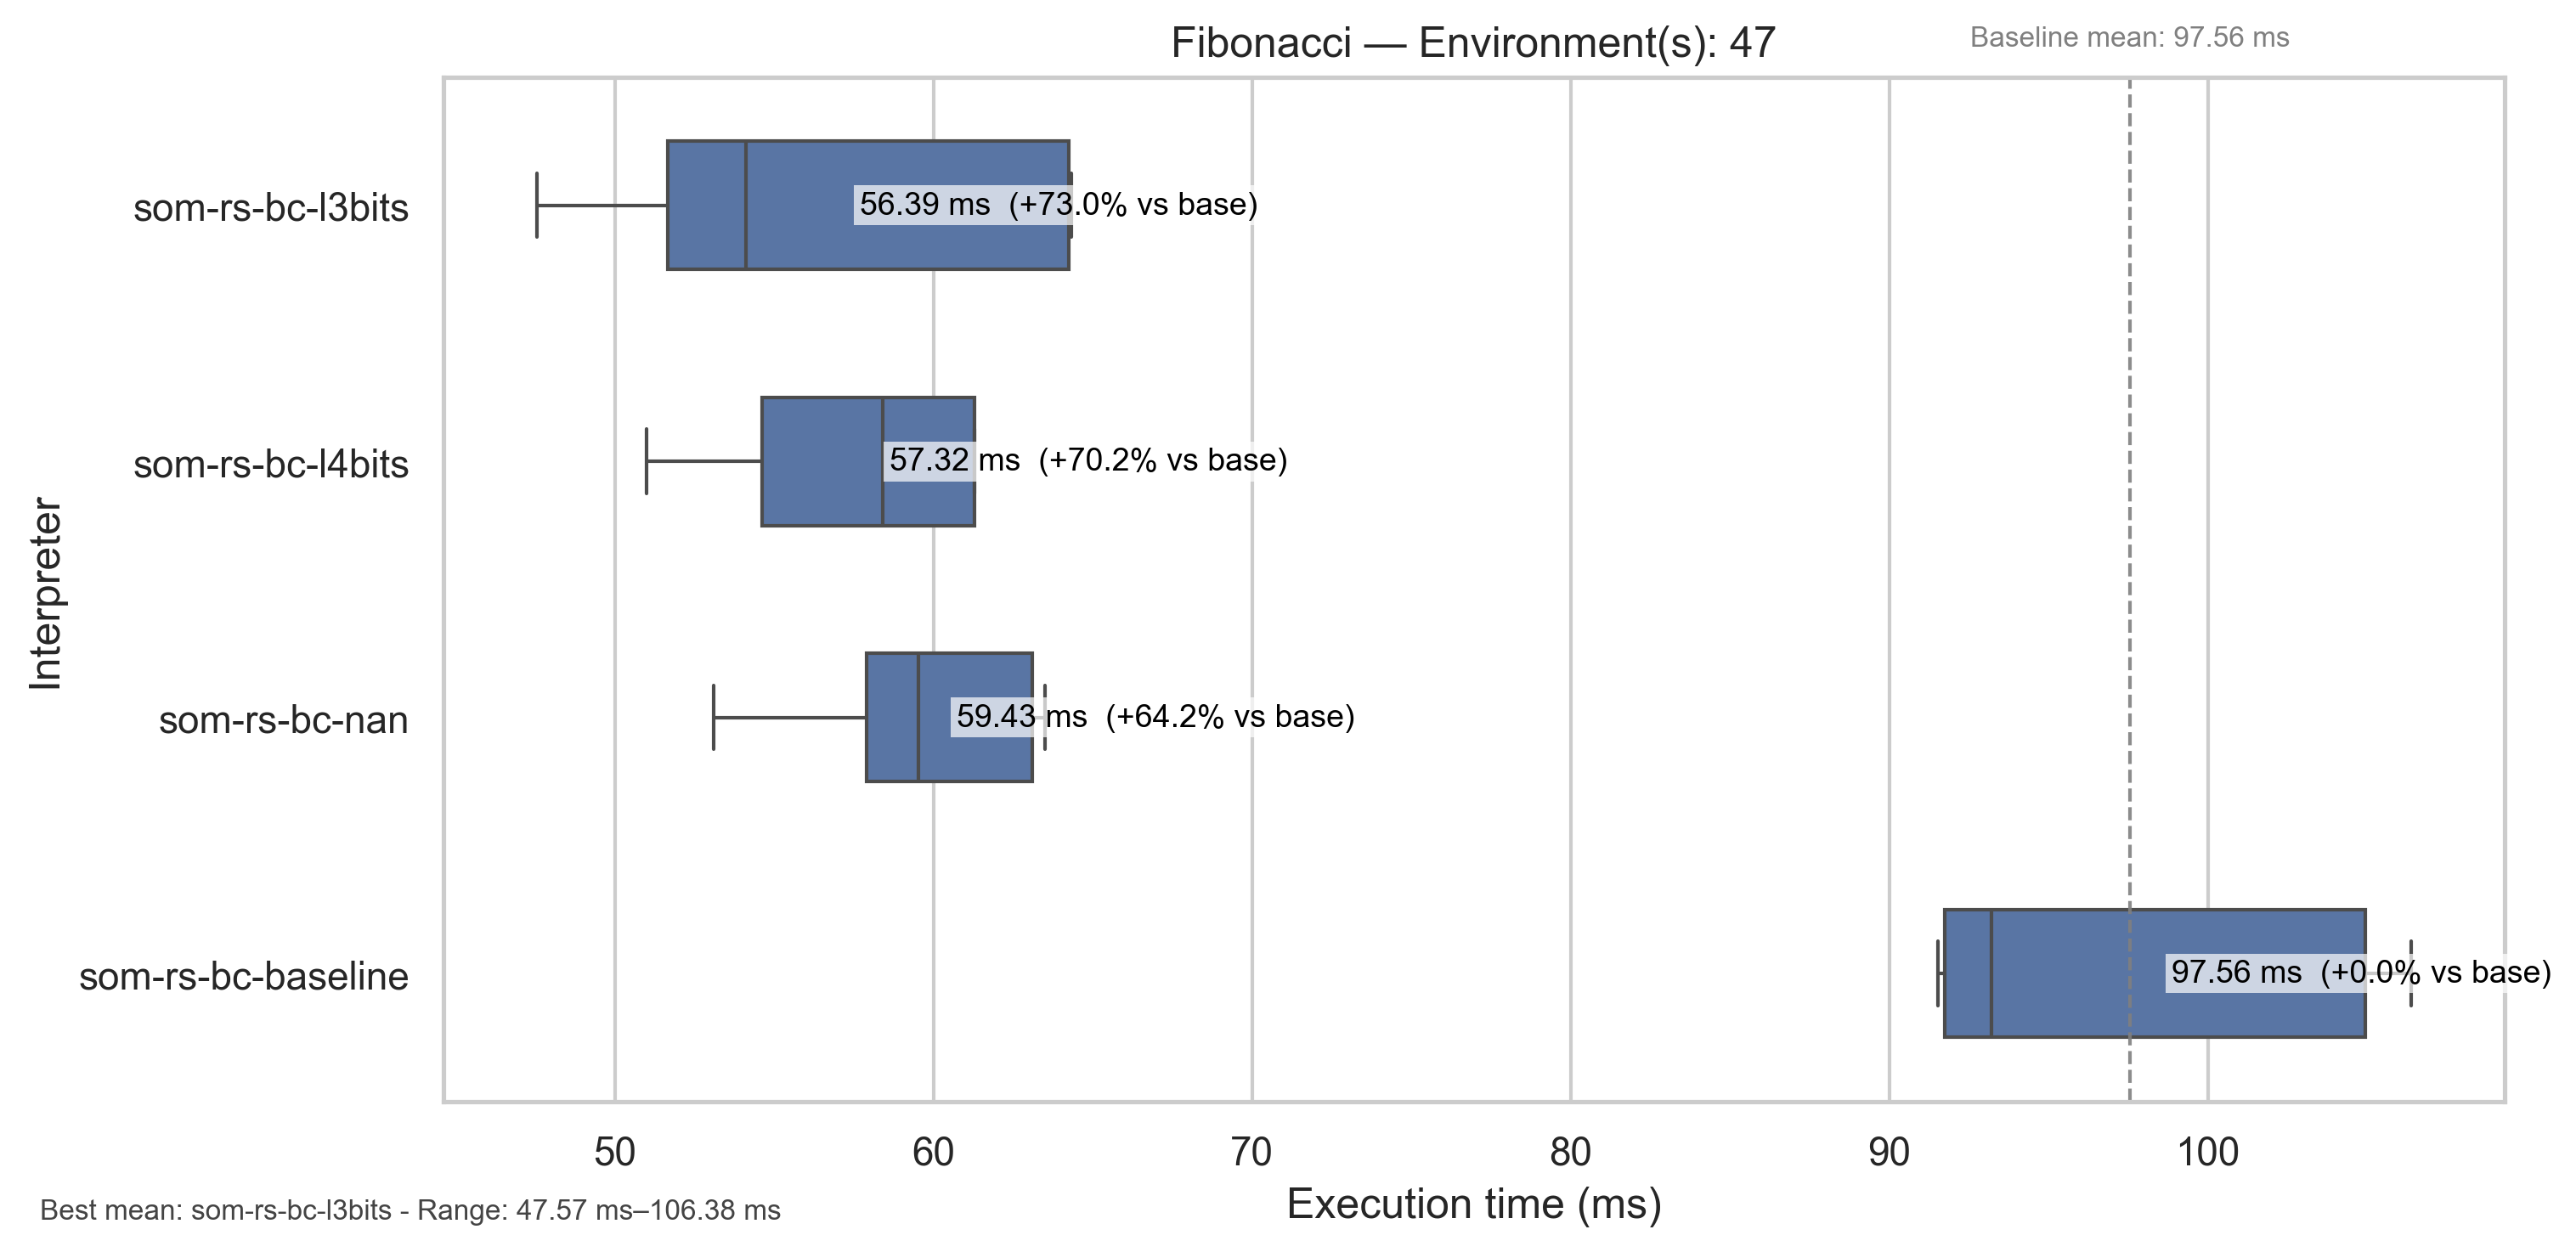 Fibonacci — Environment(s): 47
Baseline mean: 97.56 ms
Interpreter
som-rs-bc-l3bits
56.39 ms (+73.0% vs base)
som-rs-bc-l4bits
57.32 ms (+70.2% vs base)
som-rs-bc-nan
59.43 ms (+64.2% vs base)
som-rs-bc-baseline
97.56 ms (+0.0% vs base)
50 60 70 80 90 100
Execution time (ms)
Best mean: som-rs-bc-l3bits - Range: 47.57 ms–106.38 ms